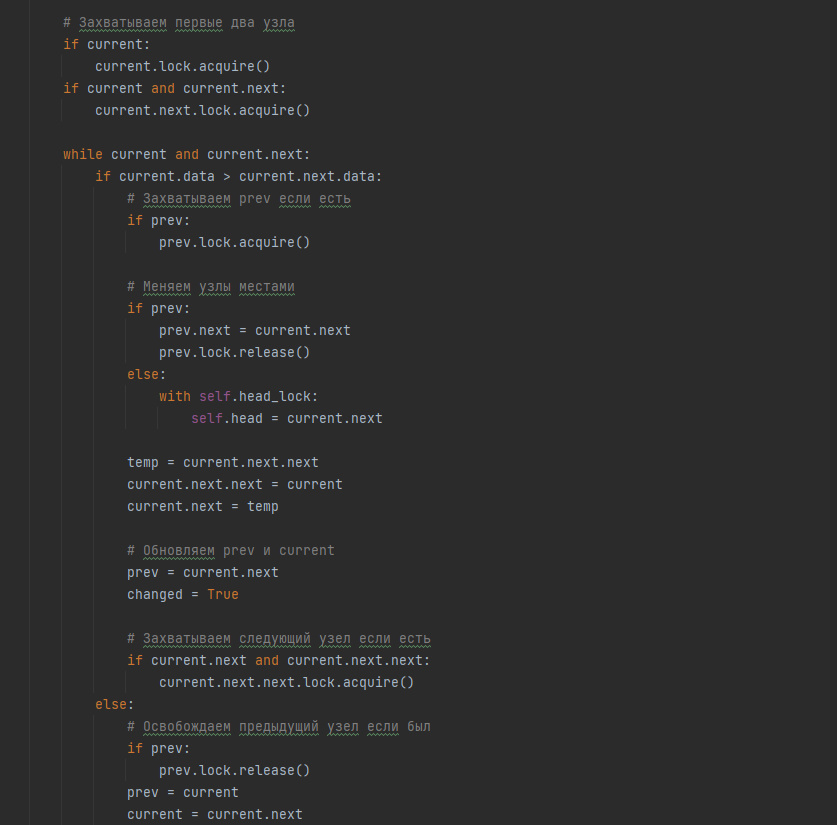 # Захватываем первые два узла
if current:
    current.lock.acquire()
if current and current.next:
    current.next.lock.acquire()
while current and current.next:
    if current.data > current.next.data:
        # Захватываем prev если есть
        if prev:
            prev.lock.acquire()
        # Меняем узлы местами
        if prev:
            prev.next = current.next
            prev.lock.release()
        else:
            with self.head_lock:
                self.head = current.next
        temp = current.next.next
        current.next.next = current
        current.next = temp
        # Обновляем prev и current
        prev = current.next
        changed = True
        # Захватываем следующий узел если есть
        if current.next and current.next.next:
            current.next.next.lock.acquire()
    else:
        # Освобождаем предыдущий узел если был
        if prev:
            prev.lock.release()
        prev = current
        current = current.next